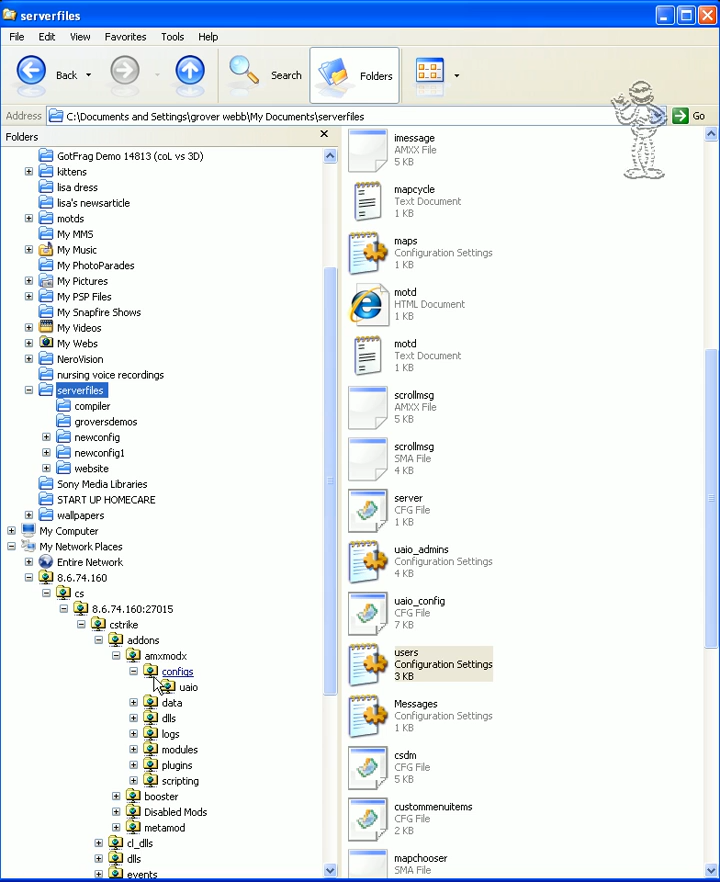 serverfiles
File Edit View Favorites Tools Help
Back Search Folders
Address C:\Documents and Settings\grover webb\My Documents\serverfiles Go
Folders
GotFrag Demo 14813 (coL vs 3D)
kittens
lisa dress
lisa's newsarticle
motds
My MMS
My Music
My PhotoParades
My Pictures
My PSP Files
My Snapfire Shows
My Videos
My Webs
NeroVision
nursing voice recordings
serverfiles
compiler
groversdemos
newconfig
newconfig1
website
Sony Media Libraries
START UP HOMECARE
wallpapers
My Computer
My Network Places
Entire Network
8.6.74.160
cs
8.6.74.160:27015
cstrike
addons
amxmodx
configs
uaio
data
dlls
logs
modules
plugins
scripting
booster
Disabled Mods
metamod
cl_dlls
dlls
events
imessage
AMXX File
5 KB
mapcycle
Text Document
1 KB
maps
Configuration Settings
1 KB
motd
HTML Document
1 KB
motd
Text Document
1 KB
scrollmsg
AMXX File
5 KB
scrollmsg
SMA File
4 KB
server
CFG File
1 KB
uaio_admins
Configuration Settings
4 KB
uaio_config
CFG File
7 KB
users
Configuration Settings
3 KB
Messages
Configuration Settings
1 KB
csdm
CFG File
5 KB
custommenuitems
CFG File
2 KB
mapchooser
SMA File